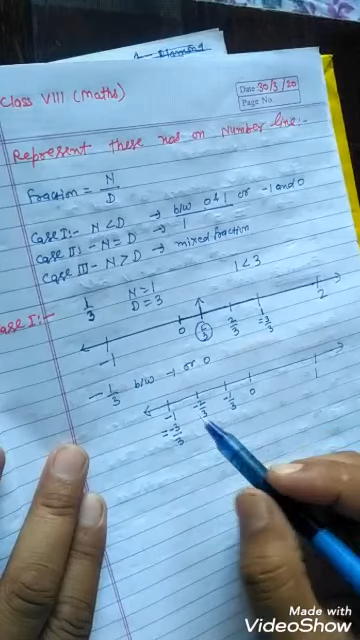 Class VIII (Maths)
Date 30/3/20
Page No.
Represent these nos on Number line:-
Fraction = N/D
Case I:- N < D → b/w 0 & 1 or -1 and 0
Case II:- N = D → 1
Case III - N > D → mixed fraction
Case I:- 1/3 N = 1 1 < 3
D = 3
-1 0 1/3 2/3 1 2
= 3/3
- 1/3 b/w -1 or 0
-1 -2/3 -1/3 0 1
= -3/3
Made with
VideoShow